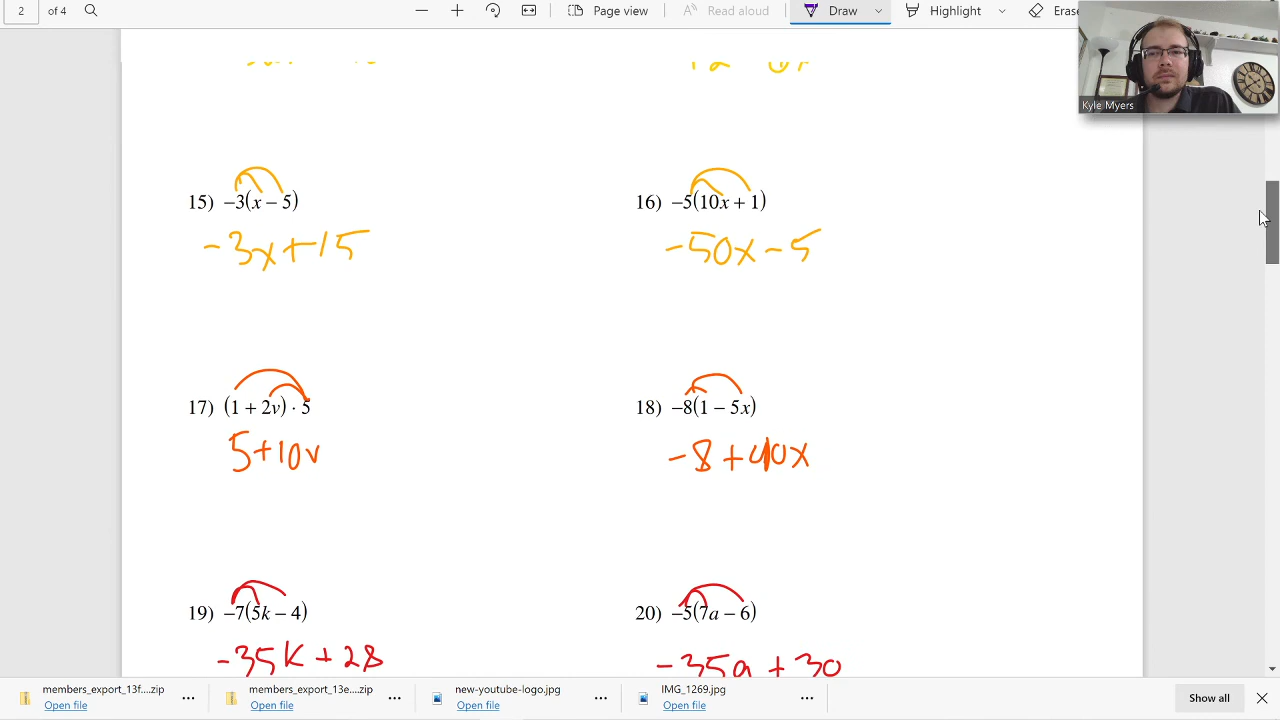 2 of 4 Page view Read aloud Draw Highlight Erase
Kyle Myers
15) −3(x − 5) 16) −5(10x + 1)
-3x+15 -50x-5
17) (1 + 2v) · 5 18) −8(1 − 5x)
5+10v -8+40x
19) −7(5k − 4) 20) −5(7a − 6)
-35k+28 -35a+30
members_export_13f....zip ... members_export_13e....zip ... new-youtube-logo.jpg ... IMG_1269.jpg ... Show all
Open file Open file Open file Open file